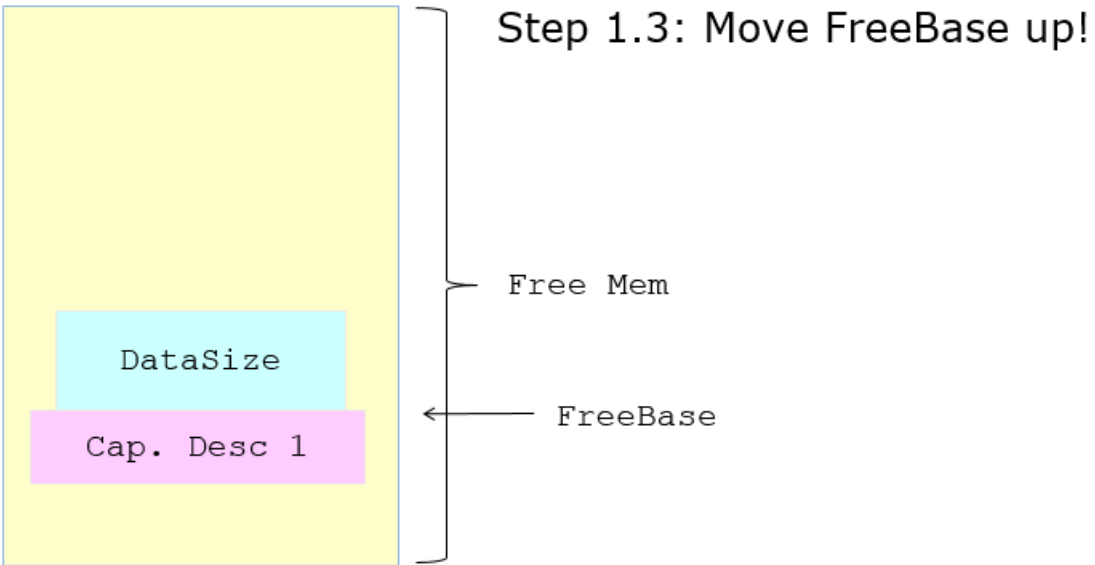 Step 1.3: Move FreeBase up!
Free Mem
DataSize
FreeBase
Cap. Desc 1